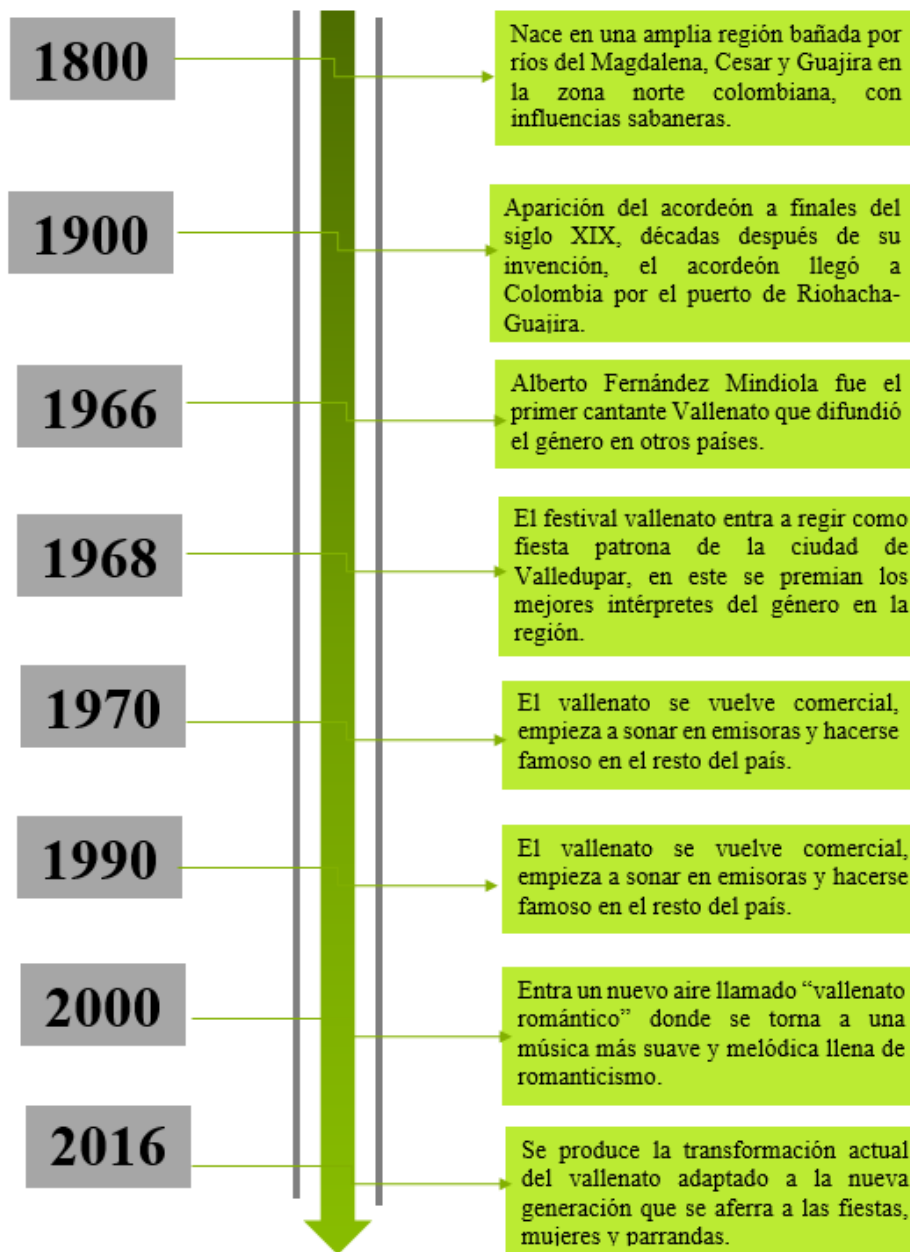 1800
Nace en una amplia región bañada por
ríos del Magdalena, Cesar y Guajira en
la zona norte colombiana, con
influencias sabaneras.
1900
Aparición del acordeón a finales del
siglo XIX, décadas después de su
invención, el acordeón llegó a
Colombia por el puerto de Riohacha-
Guajira.
1966
Alberto Fernández Mindiola fue el
primer cantante Vallenato que difundió
el género en otros países.
1968
El festival vallenato entra a regir como
fiesta patrona de la ciudad de
Valledupar, en este se premian los
mejores intérpretes del género en la
región.
1970
El vallenato se vuelve comercial,
empieza a sonar en emisoras y hacerse
famoso en el resto del país.
1990
El vallenato se vuelve comercial,
empieza a sonar en emisoras y hacerse
famoso en el resto del país.
2000
Entra un nuevo aire llamado “vallenato
romántico” donde se torna a una
música más suave y melódica llena de
romanticismo.
2016
Se produce la transformación actual
del vallenato adaptado a la nueva
generación que se aferra a las fiestas,
mujeres y parrandas.